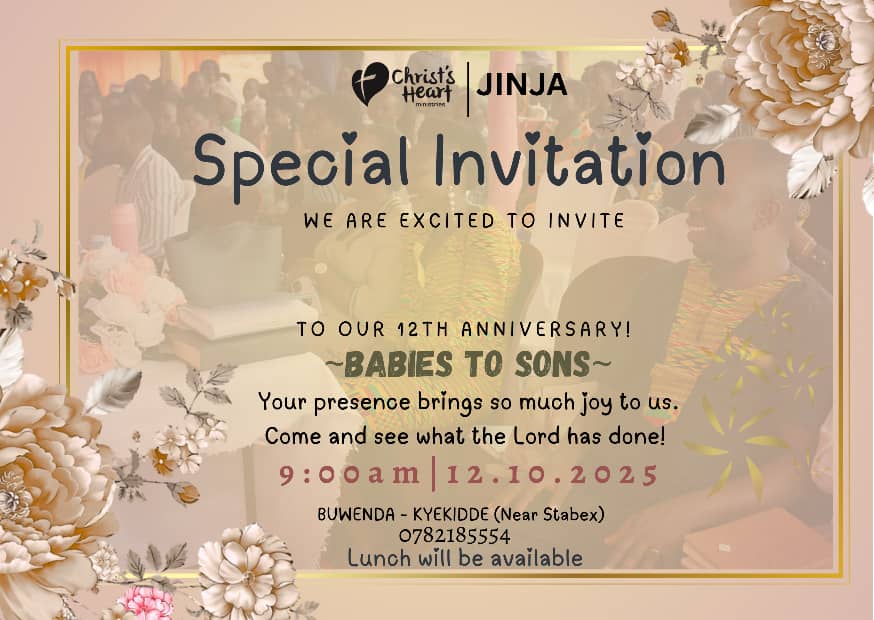 Christ's
Heart
ministries
JINJA
Special Invitation
WE ARE EXCITED TO INVITE
TO OUR 12TH ANNIVERSARY!
~BABIES TO SONS~
Your presence brings so much joy to us.
Come and see what the Lord has done!
9:00am|12.10.2025
BUWENDA - KYEKIDDE (Near Stabex)
0782185554
Lunch will be available